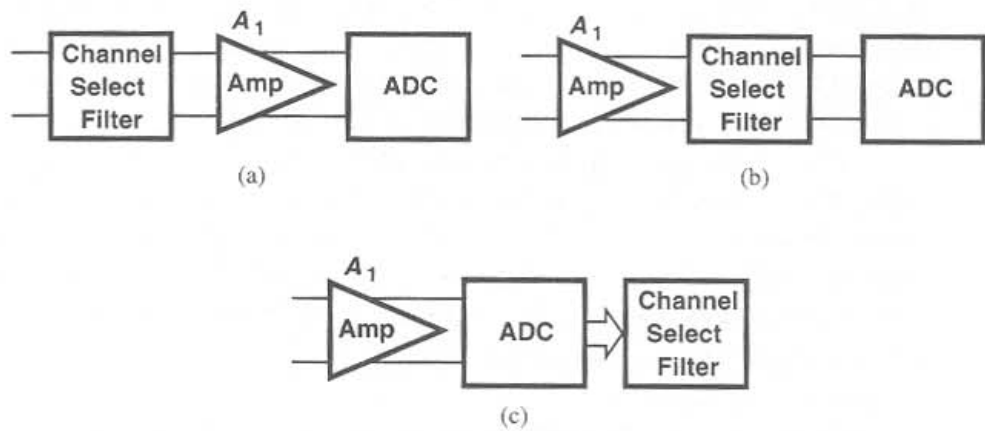 A1
Channel
Select
Filter
Amp
ADC
(a)
A1
Amp
Channel
Select
Filter
ADC
(b)
A1
Amp
ADC
Channel
Select
Filter
(c)